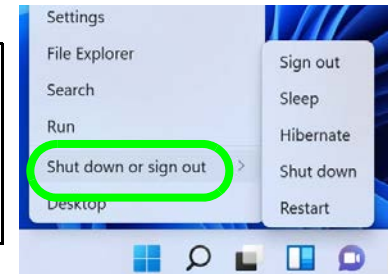 Settings
File Explorer
Search
Run
Shut down or sign out
Desktop
Sign out
Sleep
Hibernate
Shut down
Restart